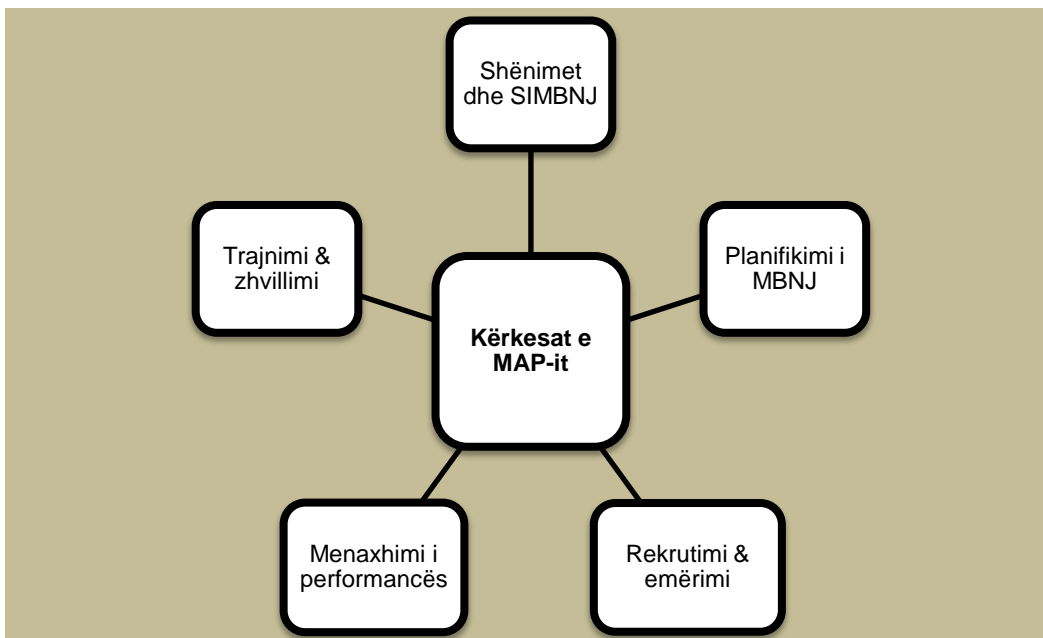 Shënimet
dhe SIMBNJ
Trajnimi &
zhvillimi
Planifikimi i
MBNJ
Kërkesat e
MAP-it
Menaxhimi i
performancës
Rekrutimi &
emërimi